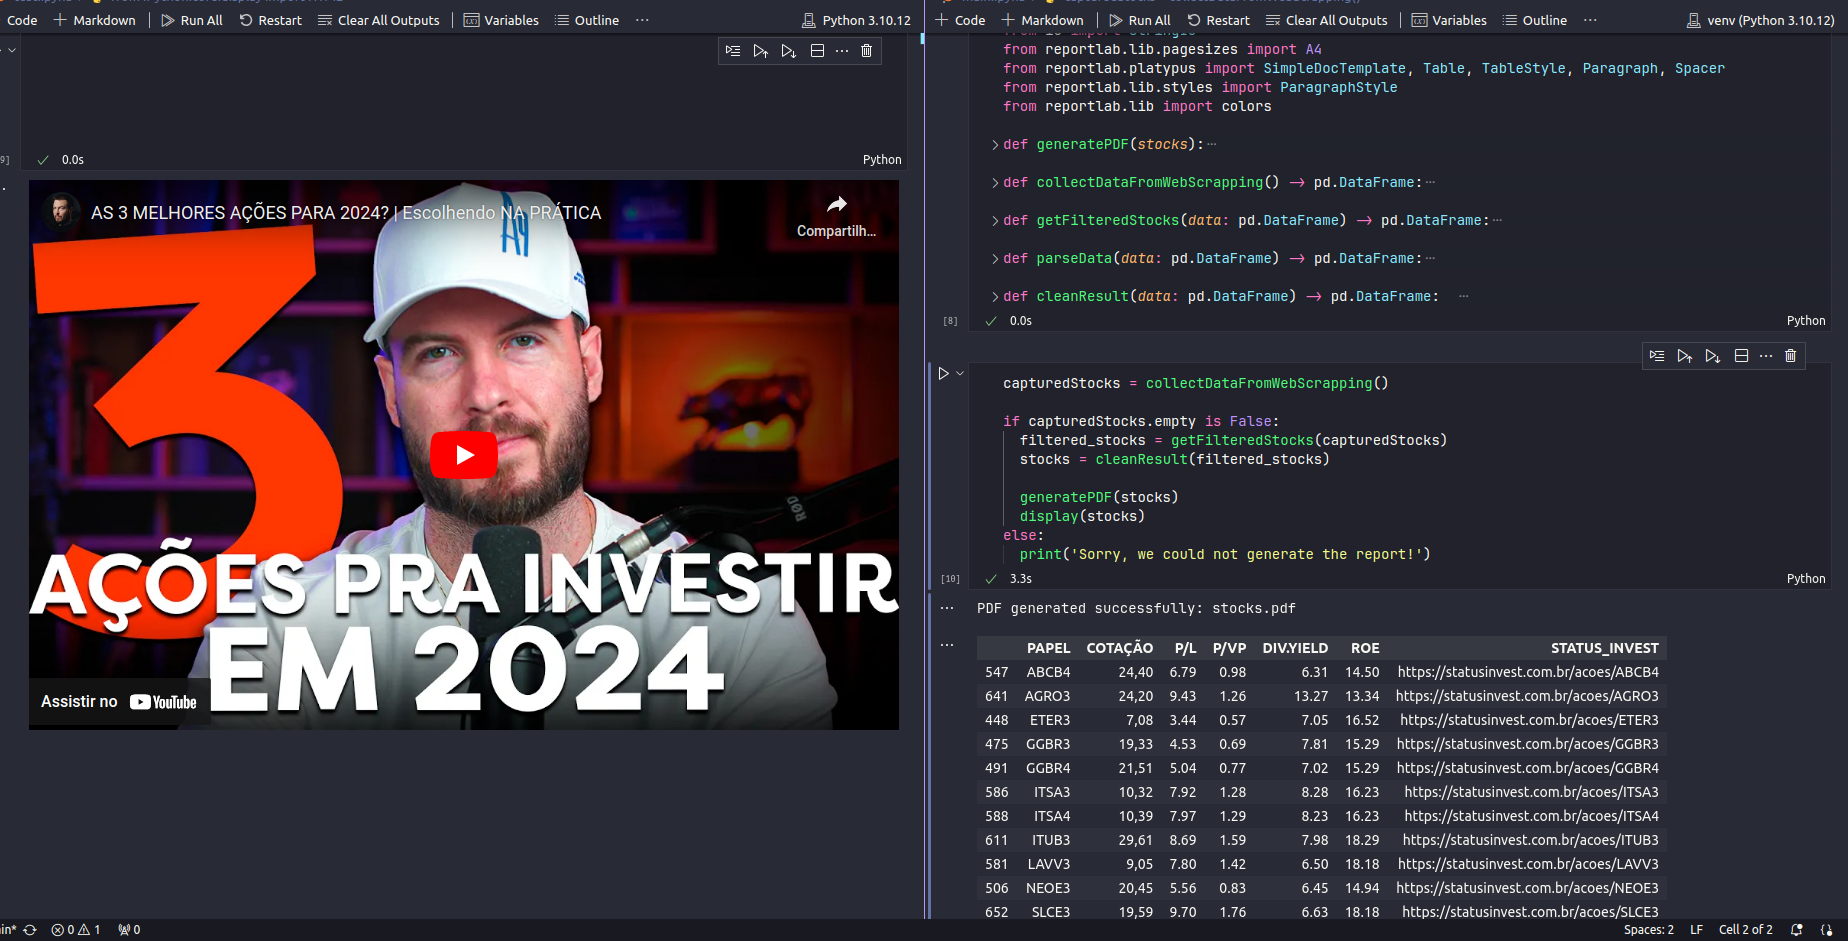 Code
Markdown
Run All
Restart
Clear All Outputs
Variables
Outline
...
Python 3.10.12
9]
0.0s
Python
AS 3 MELHORES AÇÕES PARA 2024? | Escolhendo NA PRÁTICA
Compartilh...
3
AÇÕES PRA INVESTIR
EM 2024
RØD
Assistir no YouTube
Code
Markdown
Run All
Restart
Clear All Outputs
Variables
Outline
...
venv (Python 3.10.12)
from io import StringIO
from reportlab.lib.pagesizes import A4
from reportlab.platypus import SimpleDocTemplate, Table, TableStyle, Paragraph, Spacer
from reportlab.lib.styles import ParagraphStyle
from reportlab.lib import colors
def generatePDF(stocks):...
def collectDataFromWebScrapping() → pd.DataFrame:...
def getFilteredStocks(data: pd.DataFrame) → pd.DataFrame:...
def parseData(data: pd.DataFrame) → pd.DataFrame:...
def cleanResult(data: pd.DataFrame) → pd.DataFrame: ...
[8]
0.0s
Python
capturedStocks = collectDataFromWebScrapping()
if capturedStocks.empty is False:
filtered_stocks = getFilteredStocks(capturedStocks)
stocks = cleanResult(filtered_stocks)
generatePDF(stocks)
display(stocks)
else:
print('Sorry, we could not generate the report!')
[10]
3.3s
Python
... PDF generated successfully: stocks.pdf
... PAPEL COTAÇÃO P/L P/VP DIV.YIELD ROE STATUS_INVEST
547 ABCB4 24,40 6.79 0.98 6.31 14.50 https://statusinvest.com.br/acoes/ABCB4
641 AGRO3 24,20 9.43 1.26 13.27 13.34 https://statusinvest.com.br/acoes/AGRO3
448 ETER3 7,08 3.44 0.57 7.05 16.52 https://statusinvest.com.br/acoes/ETER3
475 GGBR3 19,33 4.53 0.69 7.81 15.29 https://statusinvest.com.br/acoes/GGBR3
491 GGBR4 21,51 5.04 0.77 7.02 15.29 https://statusinvest.com.br/acoes/GGBR4
586 ITSA3 10,32 7.92 1.28 8.28 16.23 https://statusinvest.com.br/acoes/ITSA3
588 ITSA4 10,39 7.97 1.29 8.23 16.23 https://statusinvest.com.br/acoes/ITSA4
611 ITUB3 29,61 8.69 1.59 7.98 18.29 https://statusinvest.com.br/acoes/ITUB3
581 LAVV3 9,05 7.80 1.42 6.50 18.18 https://statusinvest.com.br/acoes/LAVV3
506 NEOE3 20,45 5.56 0.83 6.45 14.94 https://statusinvest.com.br/acoes/NEOE3
652 SLCE3 19,59 9.70 1.76 6.63 18.18 https://statusinvest.com.br/acoes/SLCE3
in* 0 1 0
Spaces: 2 LF Cell 2 of 2